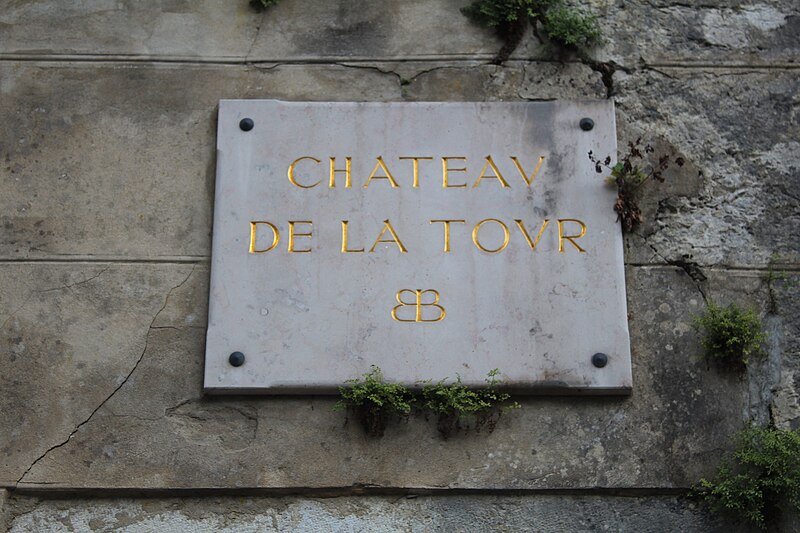 CHATEAV
DE LA TOVR
BB